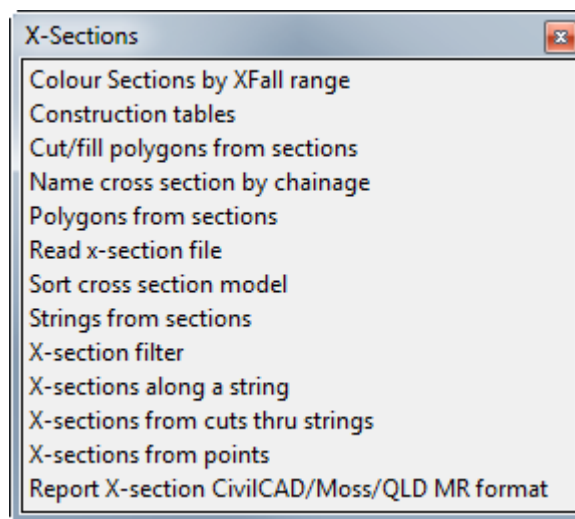 X-Sections
Colour Sections by XFall range
Construction tables
Cut/fill polygons from sections
Name cross section by chainage
Polygons from sections
Read x-section file
Sort cross section model
Strings from sections
X-section filter
X-sections along a string
X-sections from cuts thru strings
X-sections from points
Report X-section CivilCAD/Moss/QLD MR format